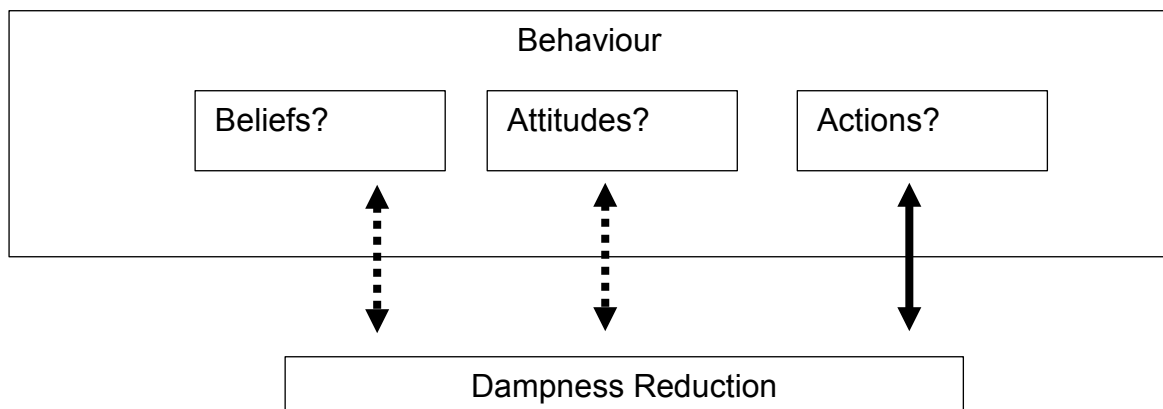 Behaviour
Beliefs?
Attitudes?
Actions?
Dampness Reduction